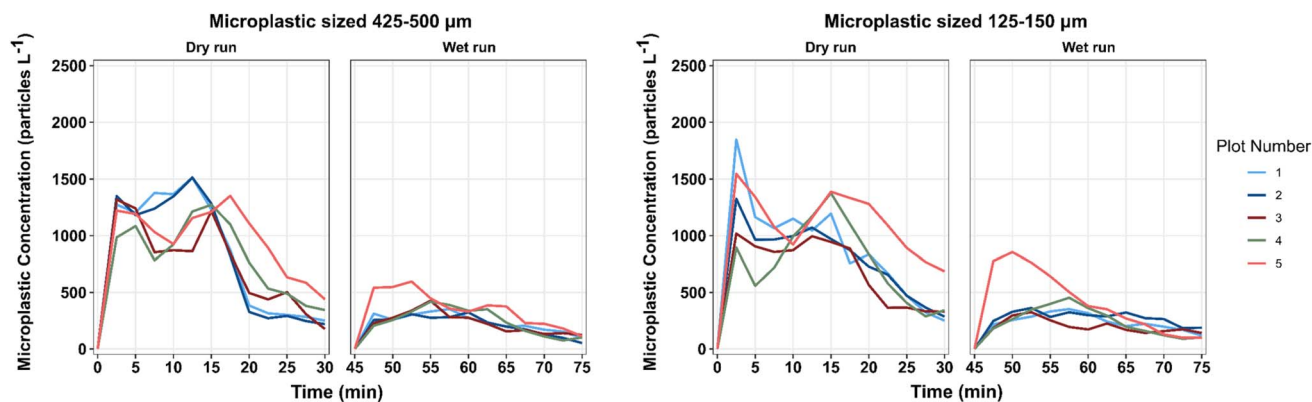 Microplastic sized 425-500 µm
Dry run
Wet run
Microplastic Concentration (particles L-1)
2500
2000
1500
1000
500
0
0 5 10 15 20 25 30
45 50 55 60 65 70 75
Time (min)
Microplastic sized 125-150 µm
Dry run
Wet run
Microplastic Concentration (particles L-1)
2500
2000
1500
1000
500
0
0 5 10 15 20 25 30
45 50 55 60 65 70 75
Time (min)
Plot Number
1
2
3
4
5